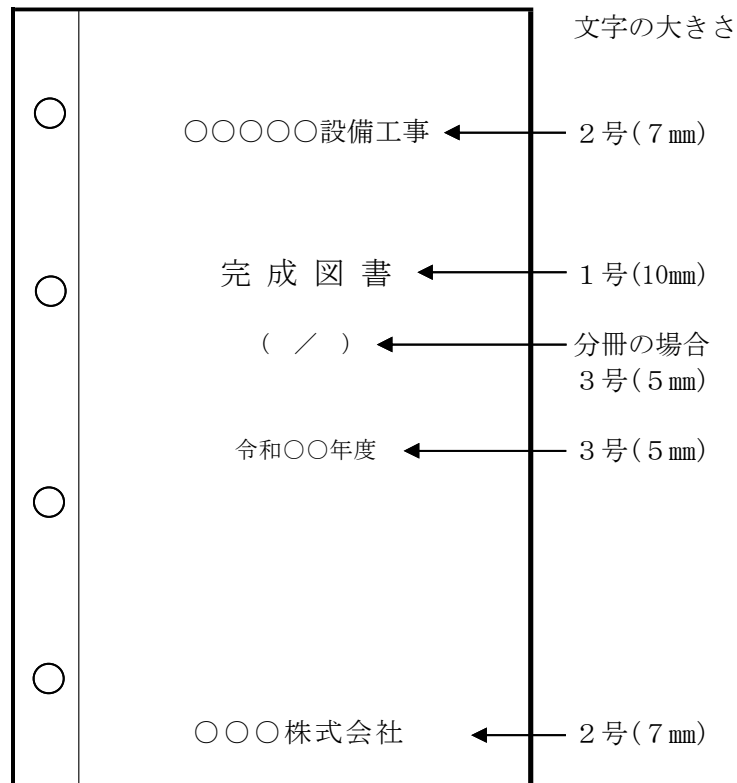 文字の大きさ
○○○○○設備工事
２号(７㎜)
完 成 図 書
１号(10㎜)
（ ／ ）
分冊の場合
３号(５㎜)
令和○○年度
３号(５㎜)
○○○株式会社
２号(７㎜)